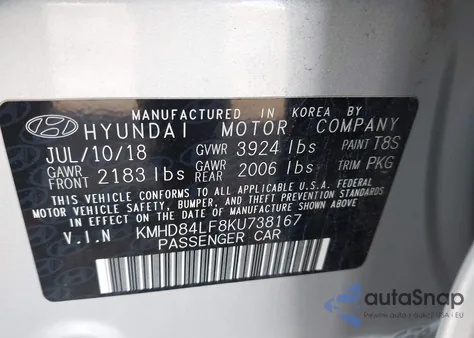 MANUFACTURED IN KOREA BY
HYUNDAI MOTOR COMPANY
JUL/10/18 GVWR 3924 lbs PAINT T8S
GAWR FRONT 2183 lbs GAWR REAR 2006 lbs TRIM PKG
THIS VEHICLE CONFORMS TO ALL APPLICABLE U.S.A. FEDERAL
MOTOR VEHICLE SAFETY, BUMPER, AND THEFT PREVENTION
STANDARDS IN EFFECT ON THE DATE OF MANUFACTURE SHOWN ABOVE.
V.I.N KMHD84LF8KU738167
PASSENGER CAR
autoSnap